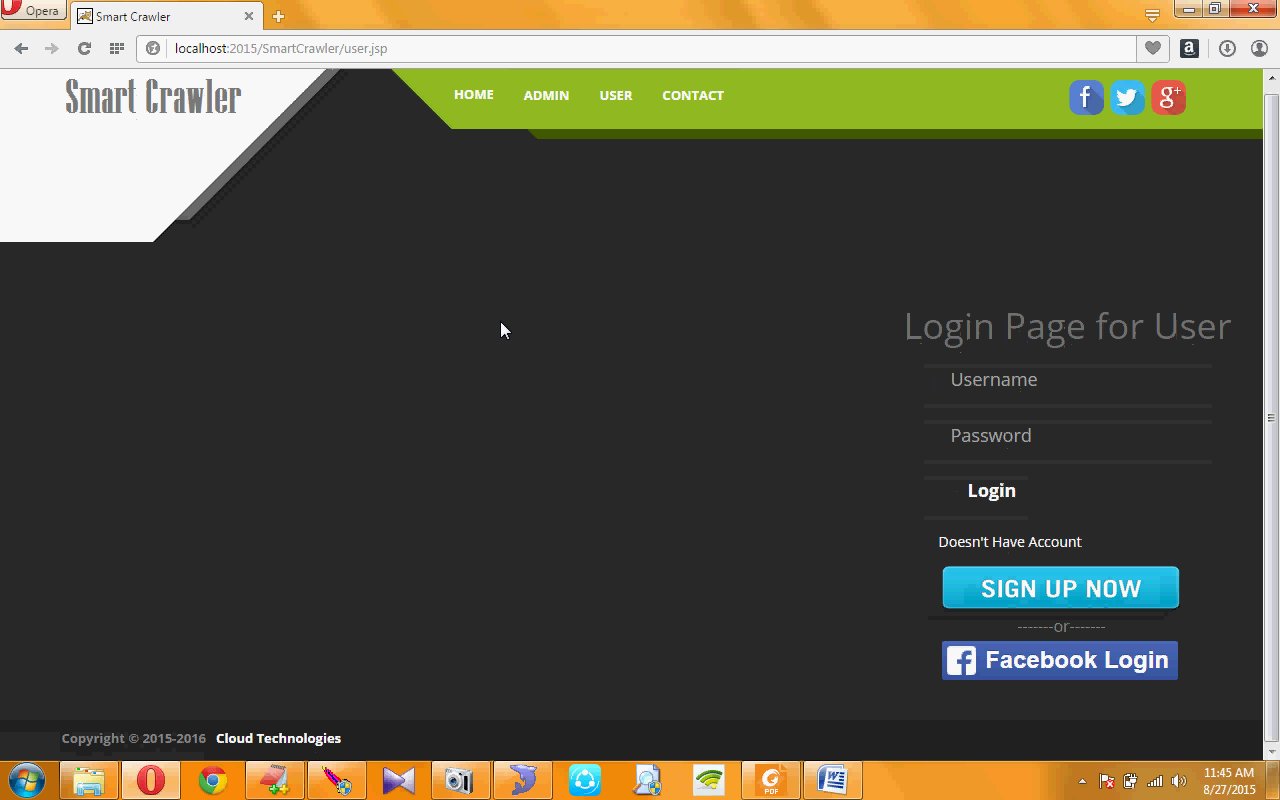 Opera
Smart Crawler
localhost:2015/SmartCrawler/user.jsp
Smart Crawler
HOME ADMIN USER CONTACT
Login Page for User
Username
Password
Login
Doesn't Have Account
SIGN UP NOW
-------or-------
Facebook Login
Copyright © 2015-2016 Cloud Technologies
PDF
11:45 AM
8/27/2015